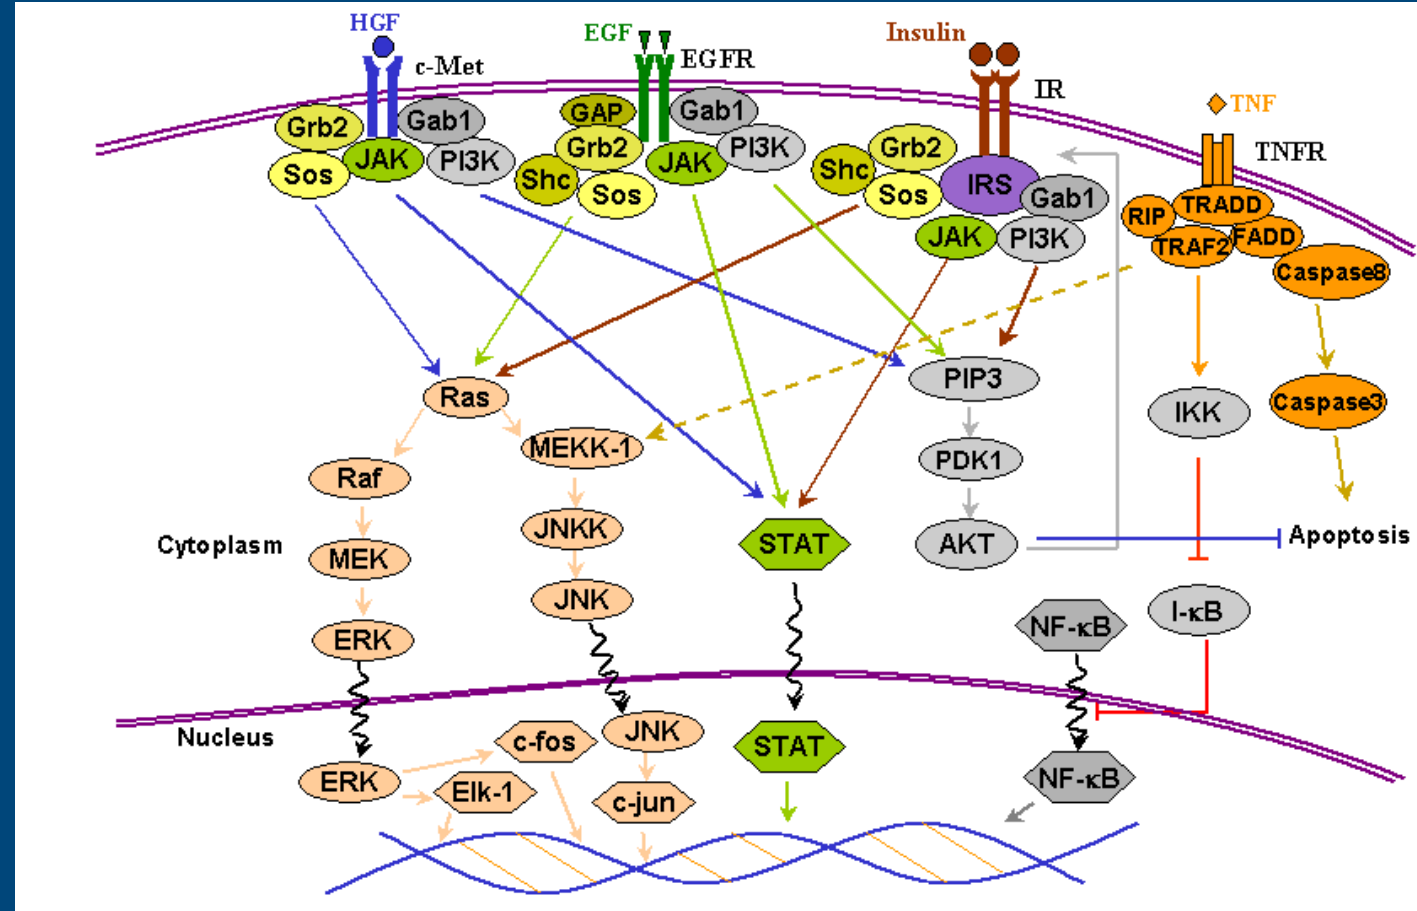 HGF
EGF
Insulin
c-Met
EGFR
IR
TNF
TNFR
Grb2
Gab1
GAP
Gab1
JAK
PI3K
Sos
Grb2
JAK
PI3K
Shc
Sos
Grb2
Shc
Sos
IRS
Gab1
JAK
PI3K
TRADD
RIP
TRAF2
FADD
Caspase8
Ras
PIP3
IKK
Caspase3
MEKK-1
Raf
PDK1
JNKK
Cytoplasm
MEK
STAT
AKT
Apoptosis
JNK
ERK
NF-κB
I-κB
Nucleus
c-fos
JNK
STAT
ERK
Elk-1
c-jun
NF-κB